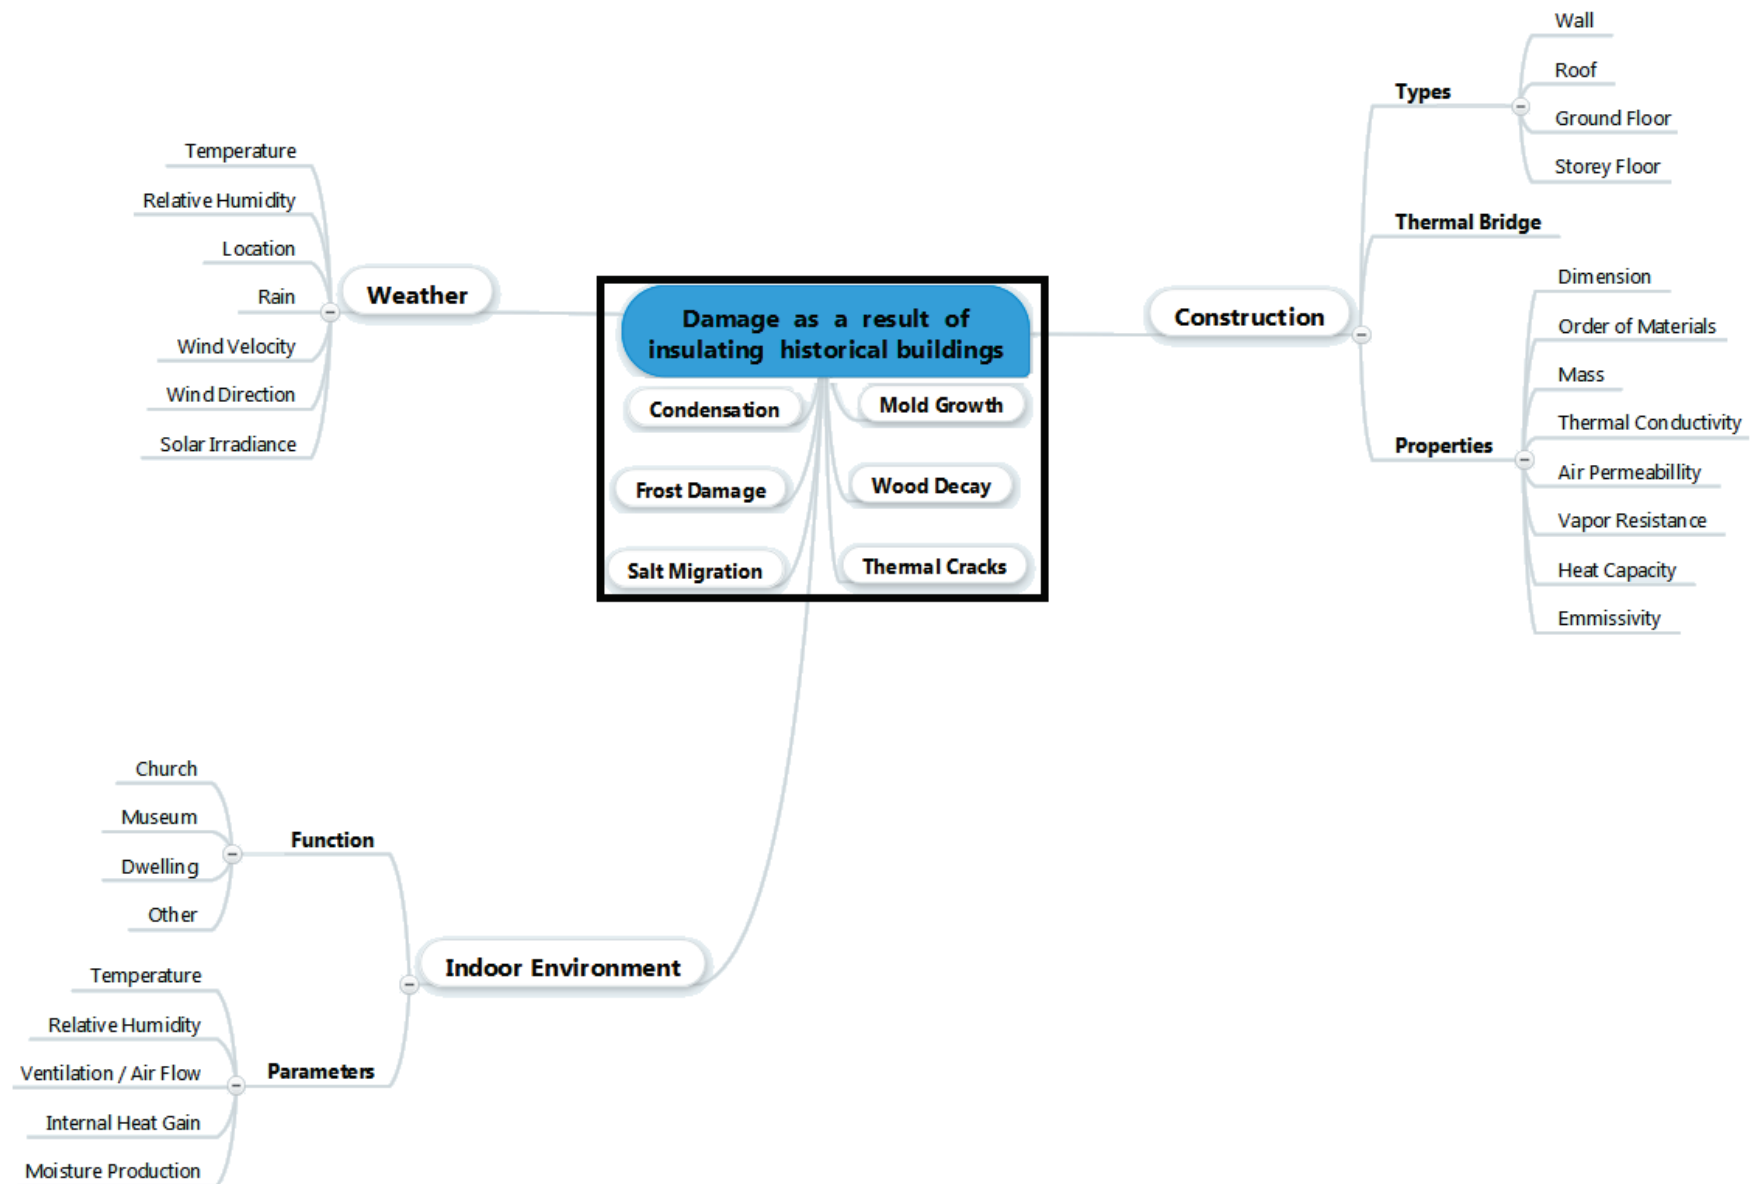 Wall
Roof
Types
Ground Floor
Storey Floor
Thermal Bridge
Construction
Dimension
Order of Materials
Mass
Thermal Conductivity
Properties
Air Permeabillity
Vapor Resistance
Heat Capacity
Emmissivity
Temperature
Relative Humidity
Location
Rain
Weather
Wind Velocity
Wind Direction
Solar Irradiance
Damage as a result of
insulating historical buildings
Condensation
Mold Growth
Frost Damage
Wood Decay
Salt Migration
Thermal Cracks
Church
Museum
Function
Dwelling
Other
Indoor Environment
Temperature
Relative Humidity
Ventilation / Air Flow
Parameters
Internal Heat Gain
Moisture Production